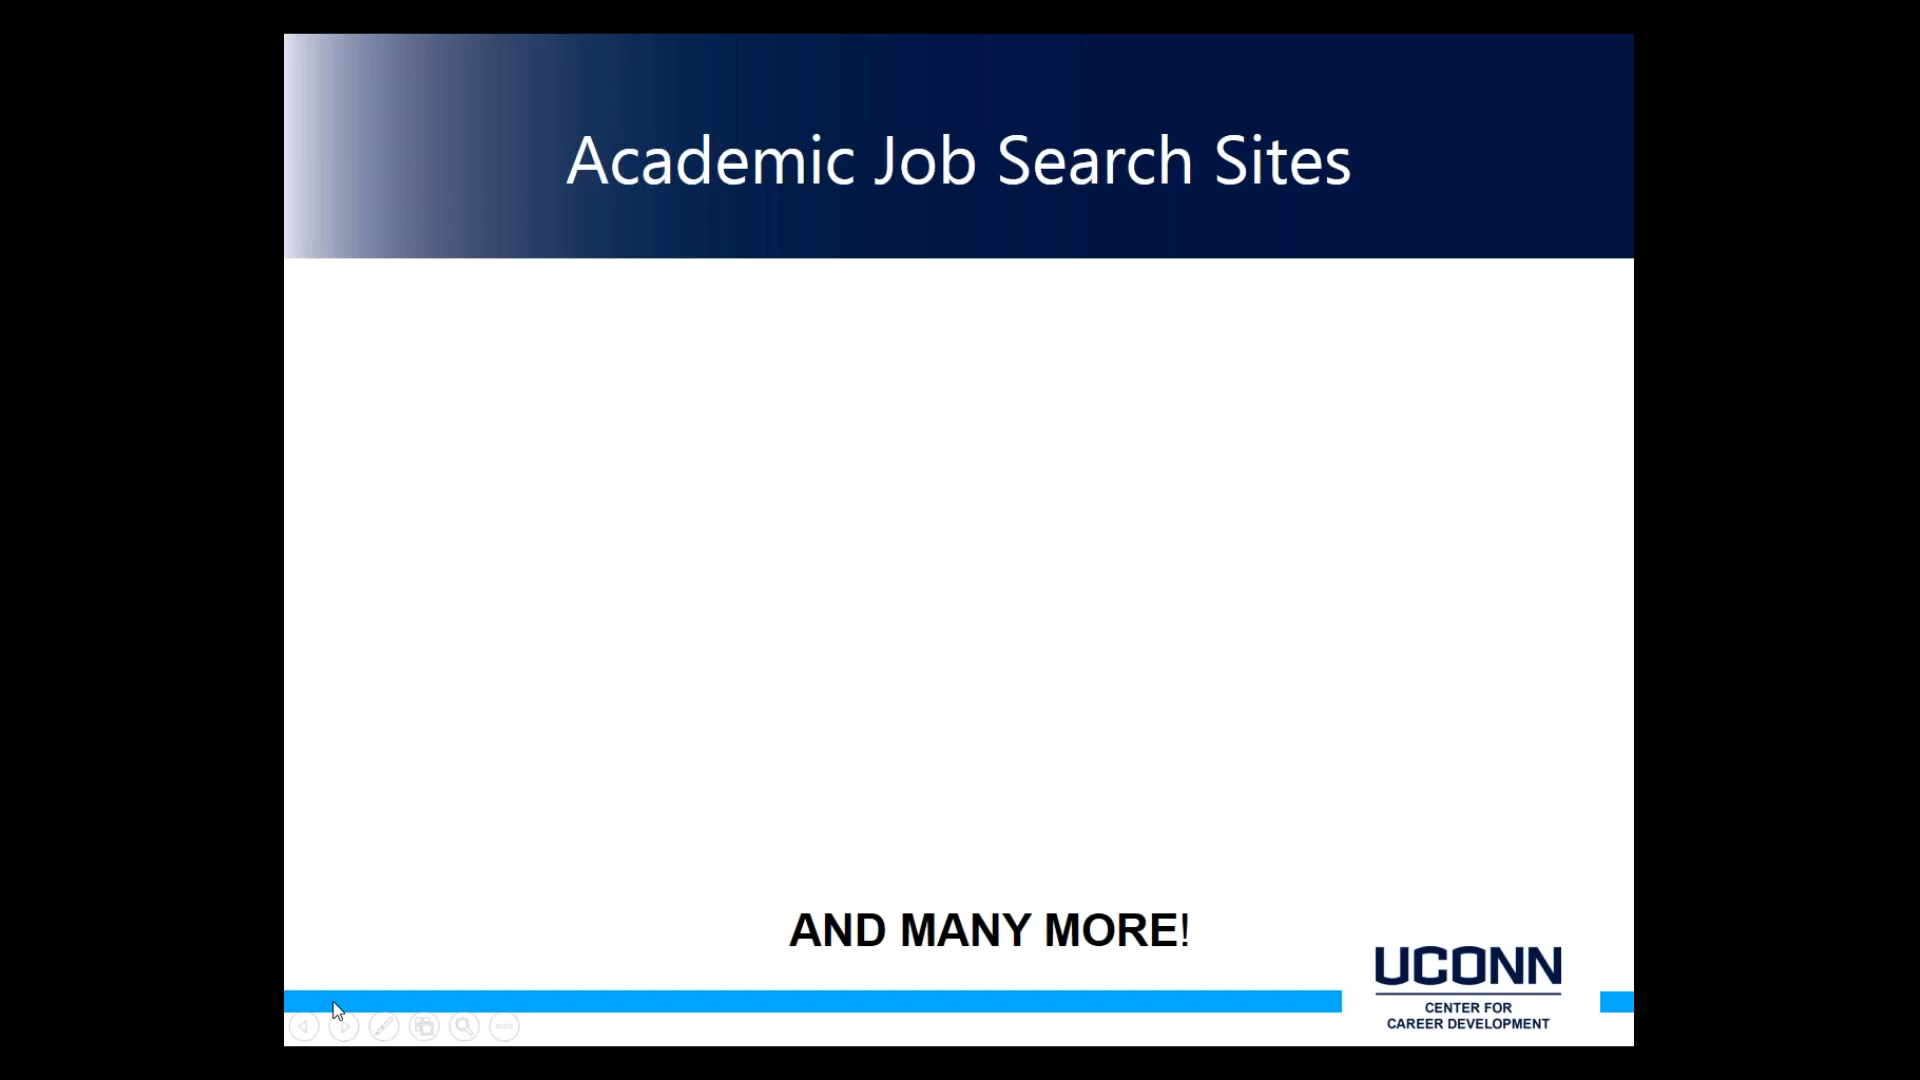 Academic Job Search Sites
AND MANY MORE!
UCONN
CENTER FOR
CAREER DEVELOPMENT